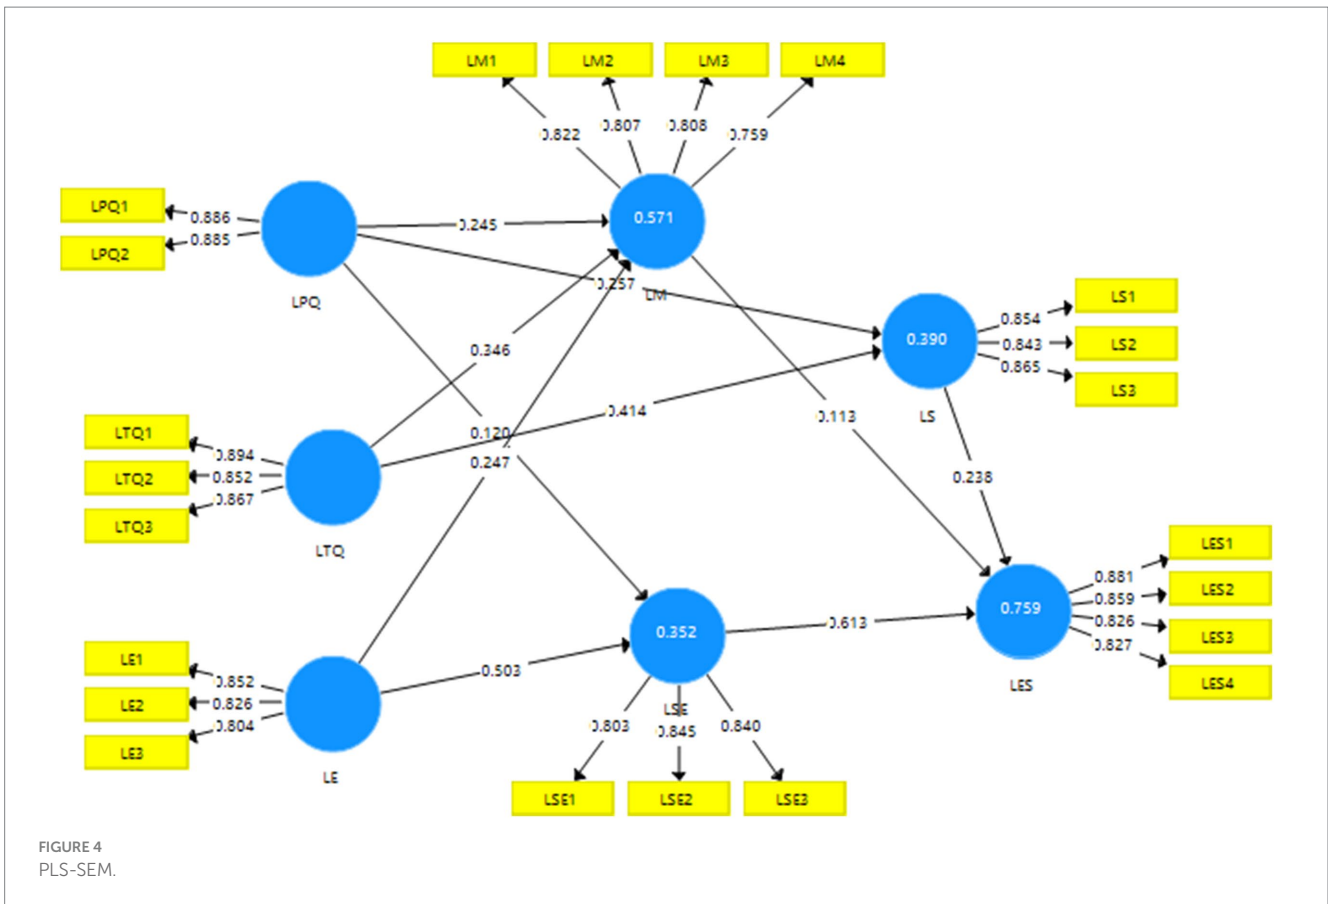 LM1
LM2
LM3
LM4
0.822
0.807
0.808
0.759
LPQ1
LPQ2
0.886
0.885
LPQ
0.245
0.571
LM
0.257
0.346
0.390
LS
0.854
0.843
0.865
LS1
LS2
LS3
LTQ1
LTQ2
LTQ3
0.894
0.852
0.867
LTQ
0.414
0.120
0.247
0.113
0.238
LE1
LE2
LE3
0.852
0.826
0.804
LE
0.503
0.352
LSE
0.613
0.759
LES
0.881
0.859
0.826
0.827
LES1
LES2
LES3
LES4
0.803
0.845
0.840
LSE1
LSE2
LSE3
FIGURE 4
PLS-SEM.